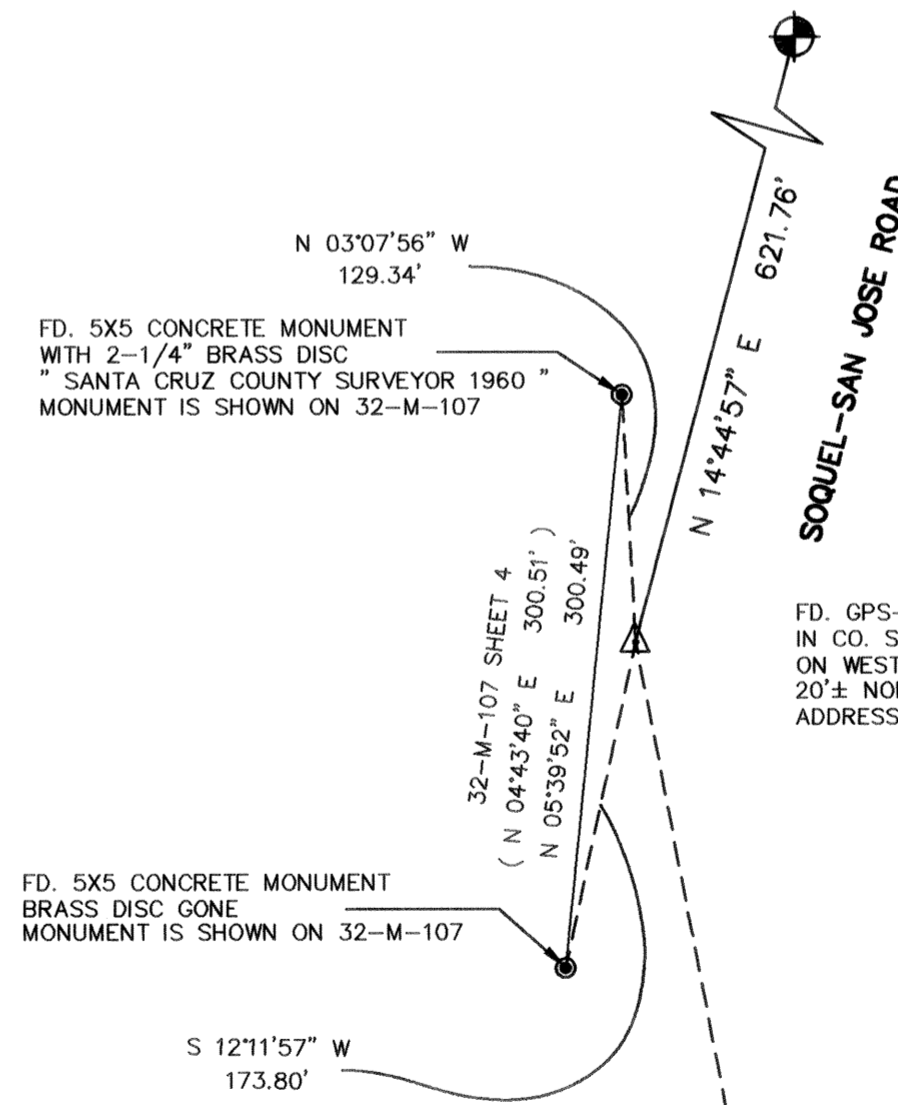 N 03°07'56" W
129.34'
FD. 5X5 CONCRETE MONUMENT
WITH 2-1/4" BRASS DISC
" SANTA CRUZ COUNTY SURVEYOR 1960 "
MONUMENT IS SHOWN ON 32-M-107
N 14°44'57" E 621.76'
SOQUEL-SAN JOSE ROAD
32-M-107 SHEET 4
( N 04°43'40" E 300.51' )
N 05°39'52" E 300.49'
FD. GPS-
IN CO. S
ON WEST
20'± NO
ADDRESS
FD. 5X5 CONCRETE MONUMENT
BRASS DISC GONE
MONUMENT IS SHOWN ON 32-M-107
S 12°11'57" W
173.80'